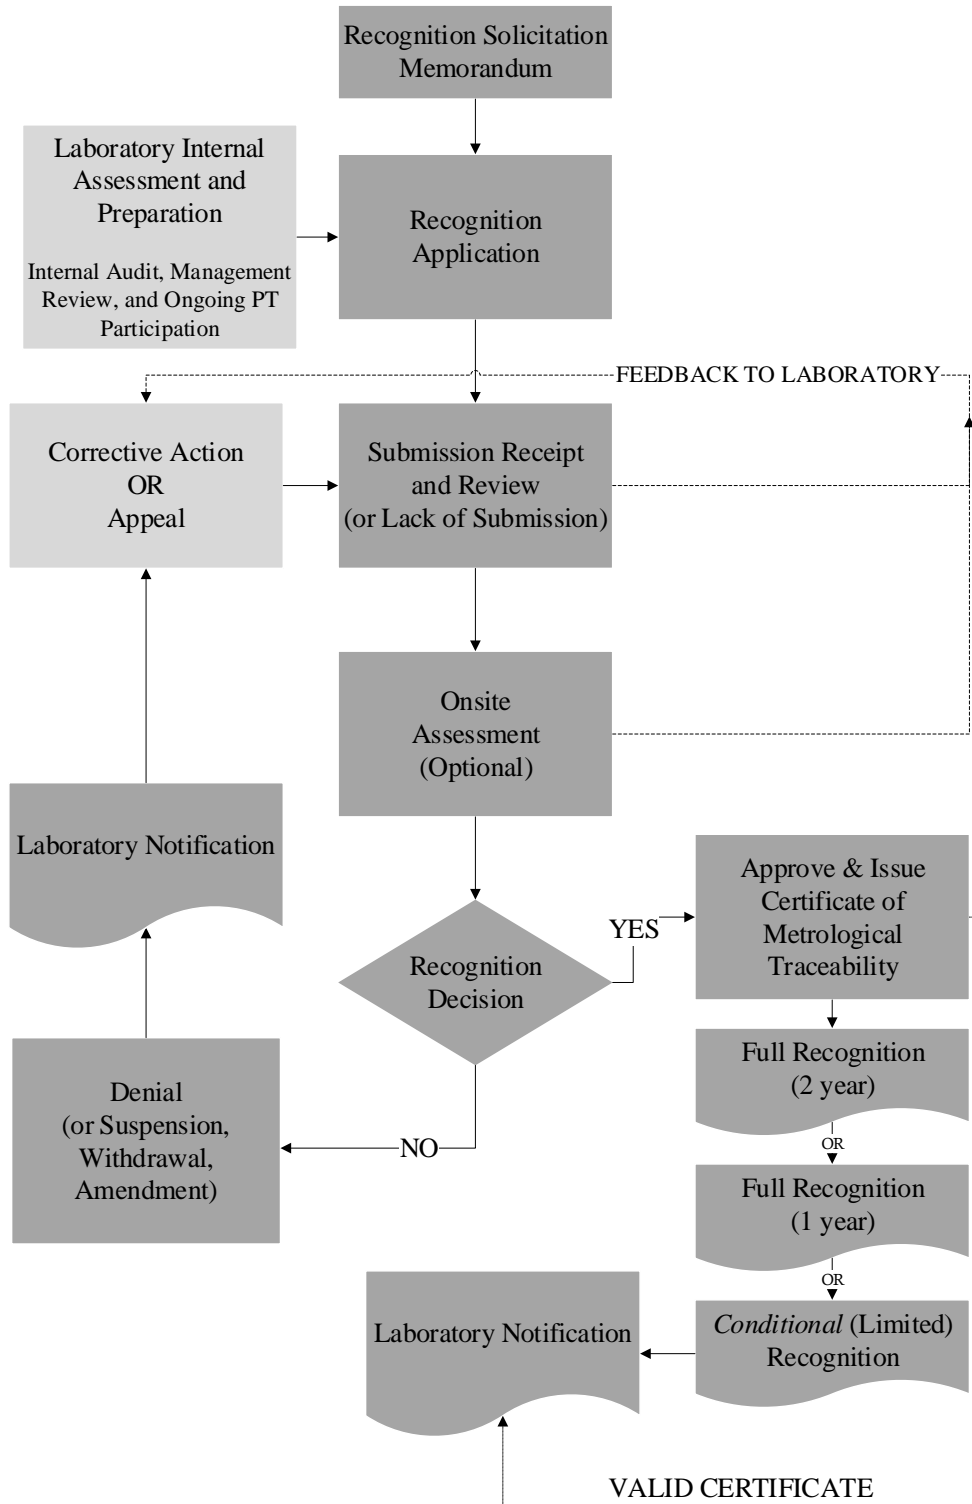 Recognition Solicitation
Memorandum
Laboratory Internal
Assessment and
Preparation
Internal Audit, Management
Review, and Ongoing PT
Participation
Recognition
Application
FEEDBACK TO LABORATORY
Corrective Action
OR
Appeal
Submission Receipt
and Review
(or Lack of Submission)
Onsite
Assessment
(Optional)
Laboratory Notification
Recognition
Decision
YES
Approve & Issue
Certificate of
Metrological
Traceability
Full Recognition
(2 year)
OR
NO
Denial
(or Suspension,
Withdrawal,
Amendment)
Full Recognition
(1 year)
OR
Conditional (Limited)
Recognition
Laboratory Notification
VALID CERTIFICATE